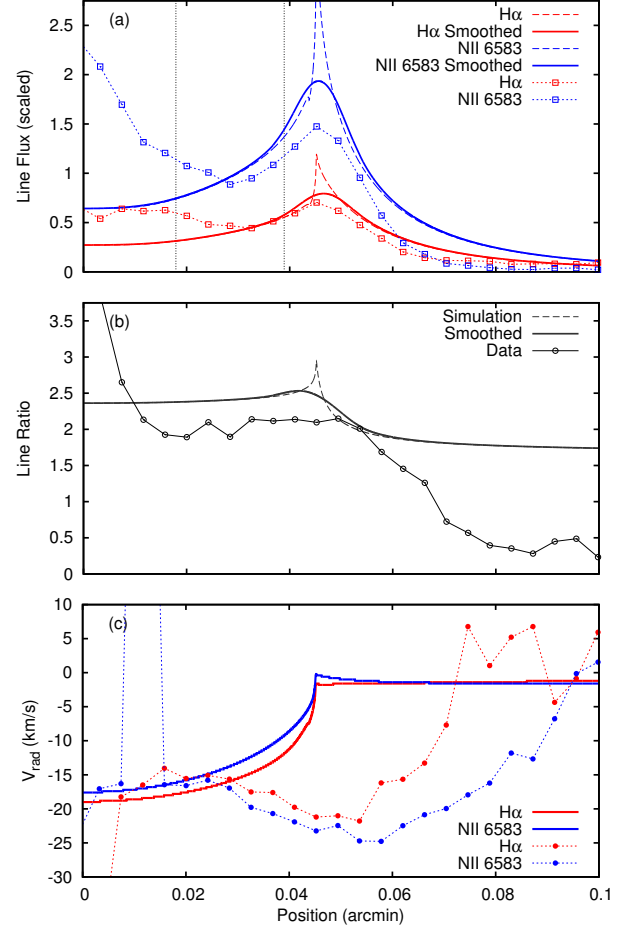 (a)
Hα
Hα Smoothed
NII 6583
NII 6583 Smoothed
Hα
NII 6583
Line Flux (scaled)
2.5
2
1.5
1
0.5
0
(b)
Simulation
Smoothed
Data
Line Ratio
3.5
3
2.5
2
1.5
1
0.5
0
(c)
Hα
NII 6583
Hα
NII 6583
V_rad (km/s)
10
5
0
-5
-10
-15
-20
-25
-30
0 0.02 0.04 0.06 0.08 0.1
Position (arcmin)